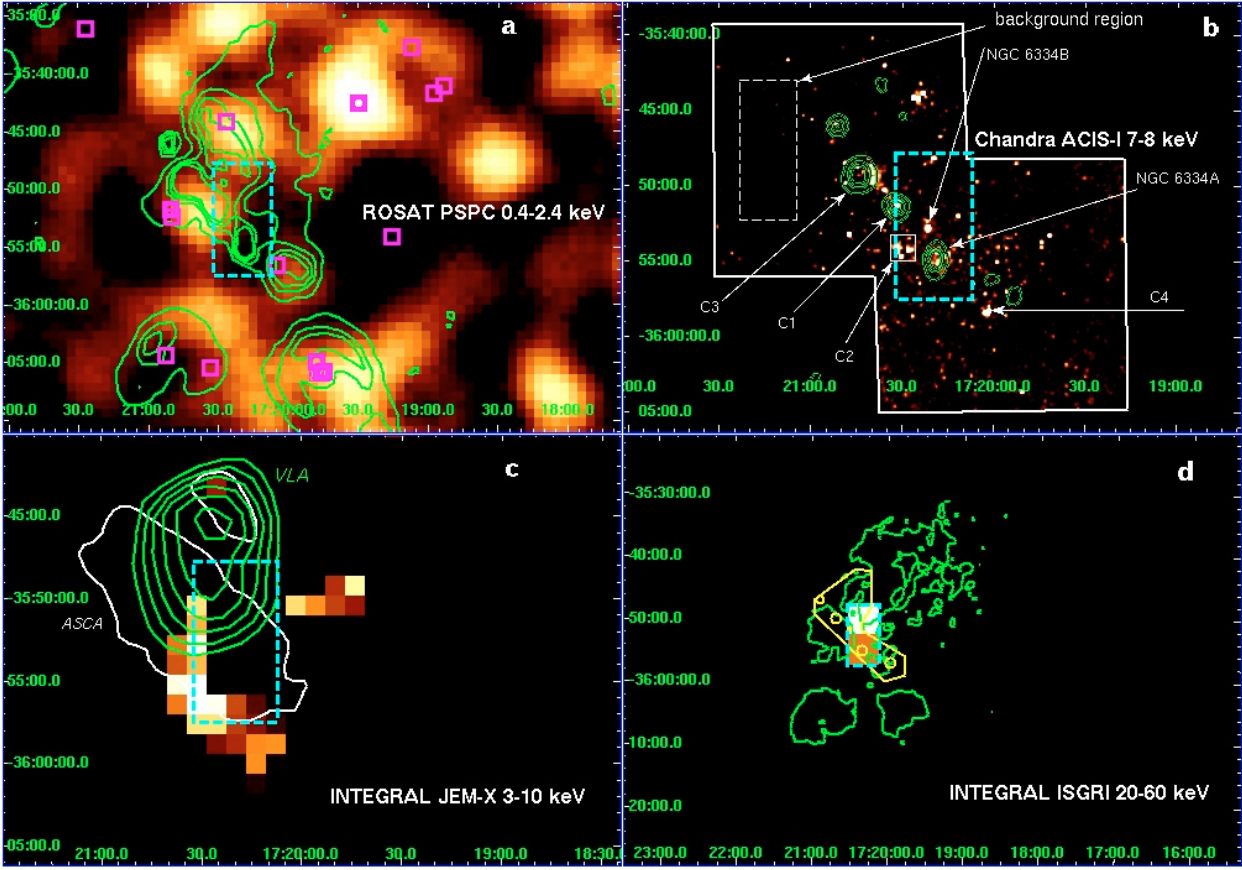 -35:35:00.0
a
-35:40:00.0
45:00.0
-35:50:00.0
ROSAT PSPC 0.4-2.4 keV
55:00.0
-36:00:00.0
05:00.0
:00.0 30. 21:00.0 30. 17:20:00.0 30. 19:00.0 30. 18:00.0
background region
b
-35:40:00.0
NGC 6334B
45:00.0
Chandra ACIS-I 7-8 keV
-35:50:00.0
NGC 6334A
55:00.0
C3
C1
C4
-36:00:00.0
C2
00.0 30. 21:00.0 30. 17:20:00.0 30. 19:00.0
05:00.0
c
VLA
45:00.0
-35:50:00.0
ASCA
55:00.0
-36:00:00.0
INTEGRAL JEM-X 3-10 keV
05:00.0
21:00.0 30. 17:20:00.0 30. 19:00.0 18:30.0
d
-35:30:00.0
40:00.0
50:00.0
-36:00:00.0
10:00.0
INTEGRAL ISGRI 20-60 keV
20:00.0
23:00.0 22:00.0 21:00.0 17:20:00.0 19:00.0 18:00.0 17:00.0 16:00.0